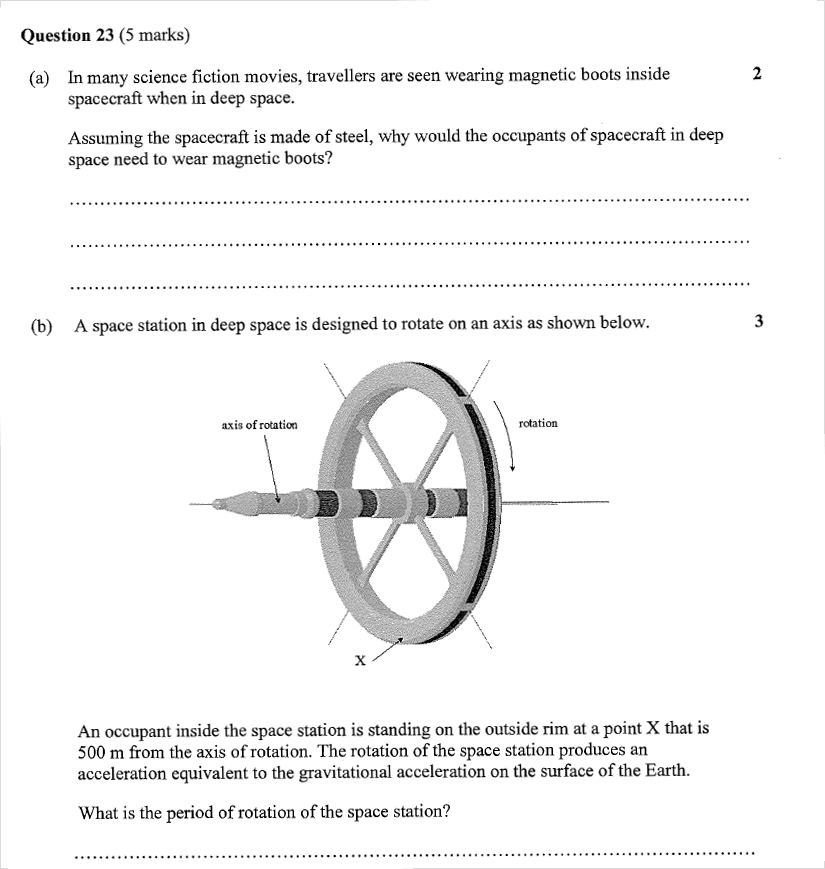 Question 23 (5 marks)
(a) In many science fiction movies, travellers are seen wearing magnetic boots inside 2
spacecraft when in deep space.
Assuming the spacecraft is made of steel, why would the occupants of spacecraft in deep
space need to wear magnetic boots?
(b) A space station in deep space is designed to rotate on an axis as shown below. 3
axis of rotation
rotation
X
An occupant inside the space station is standing on the outside rim at a point X that is
500 m from the axis of rotation. The rotation of the space station produces an
acceleration equivalent to the gravitational acceleration on the surface of the Earth.
What is the period of rotation of the space station?